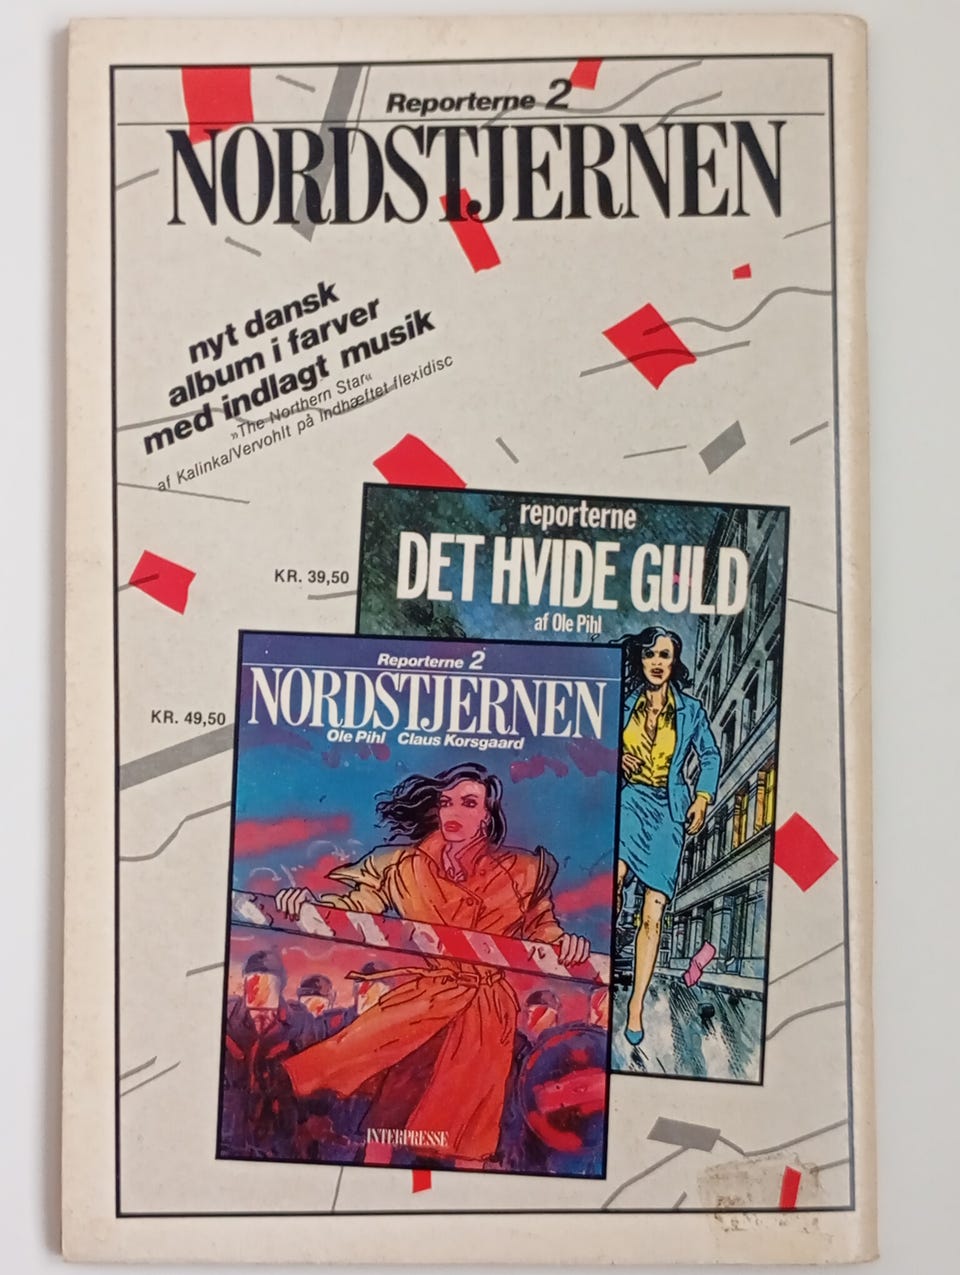 Reporterne 2
NORDSTJERNEN
nyt dansk
album i farver
med indlagt musik
»The Northern Star«
af Kalinka/Vervohlt på indhæftet flexidisc
reporterne
DET HVIDE GULD
af Ole Pihl
KR. 39,50
Reporterne 2
NORDSTJERNEN
Ole Pihl Claus Korsgaard
KR. 49,50
INTERPRESSE